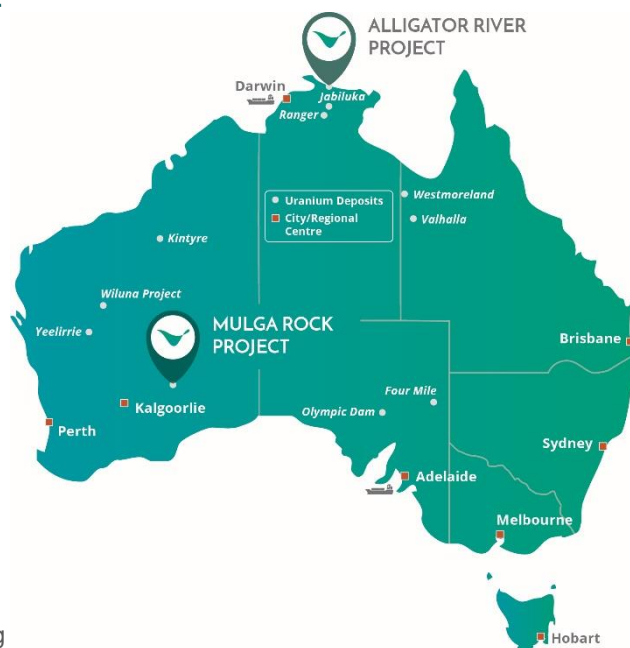 ALLIGATOR RIVER
PROJECT
Darwin
Jabiluka
Ranger
Uranium Deposits
City/Regional
Centre
Westmoreland
Valhalla
Kintyre
Wiluna Project
Yeelirrie
MULGA ROCK
PROJECT
Brisbane
Four Mile
Kalgoorlie
Olympic Dam
Perth
Sydney
Adelaide
Melbourne
Hobart
g